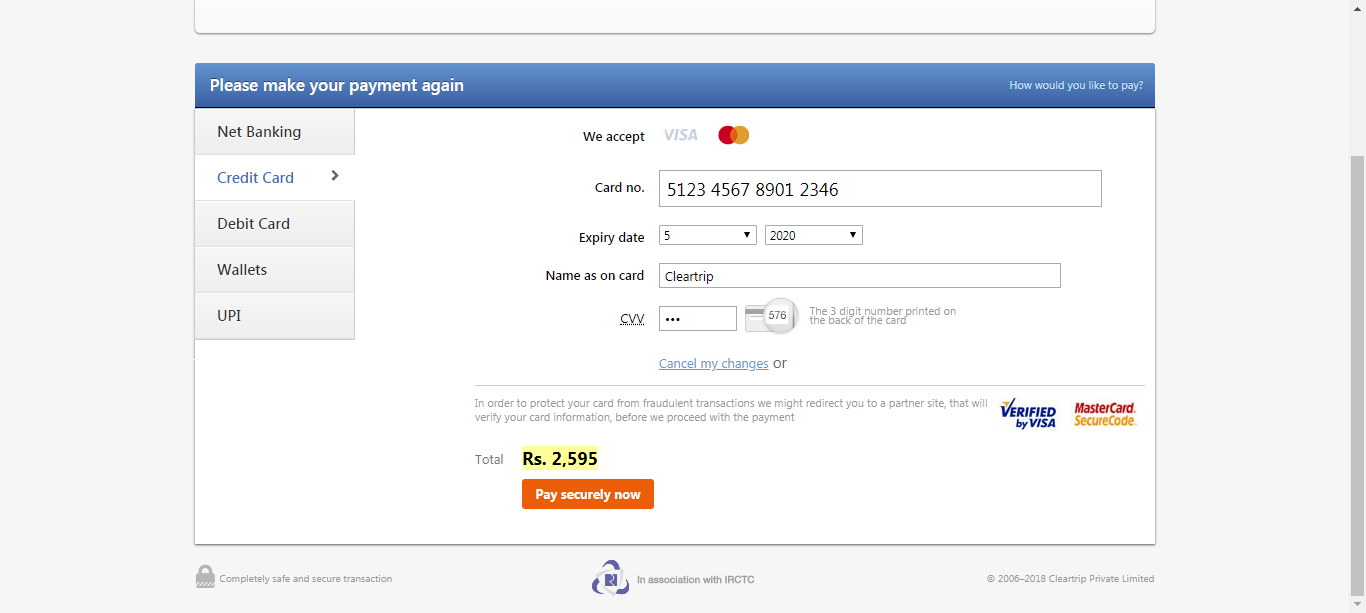 Please make your payment again
How would you like to pay?
Net Banking
Credit Card
Debit Card
Wallets
UPI
We accept VISA
Card no. 5123 4567 8901 2346
Expiry date 5 2020
Name as on card Cleartrip
CVV ••• 576 The 3 digit number printed on
the back of the card
Cancel my changes or
In order to protect your card from fraudulent transactions we might redirect you to a partner site, that will
verify your card information, before we proceed with the payment
VERIFIED
by VISA
MasterCard.
SecureCode.
Total Rs. 2,595
Pay securely now
Completely safe and secure transaction
In association with IRCTC
© 2006–2018 Cleartrip Private Limited